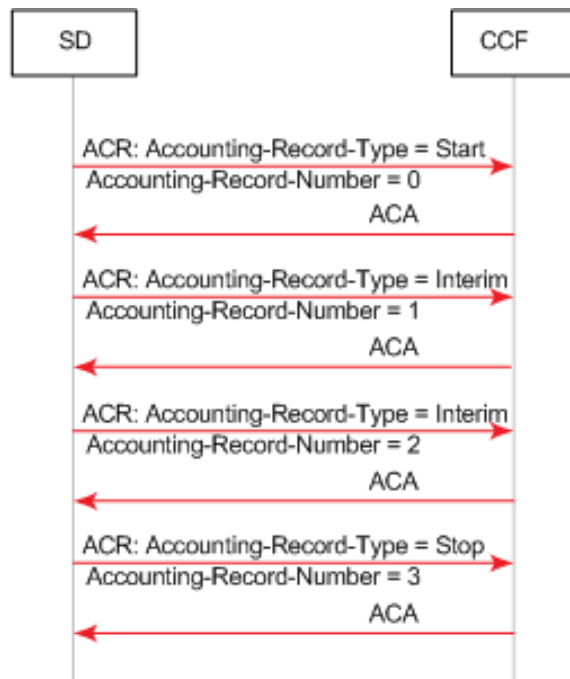 SD
CCF
ACR: Accounting-Record-Type = Start
Accounting-Record-Number = 0
ACA
ACR: Accounting-Record-Type = Interim
Accounting-Record-Number = 1
ACA
ACR: Accounting-Record-Type = Interim
Accounting-Record-Number = 2
ACA
ACR: Accounting-Record-Type = Stop
Accounting-Record-Number = 3
ACA